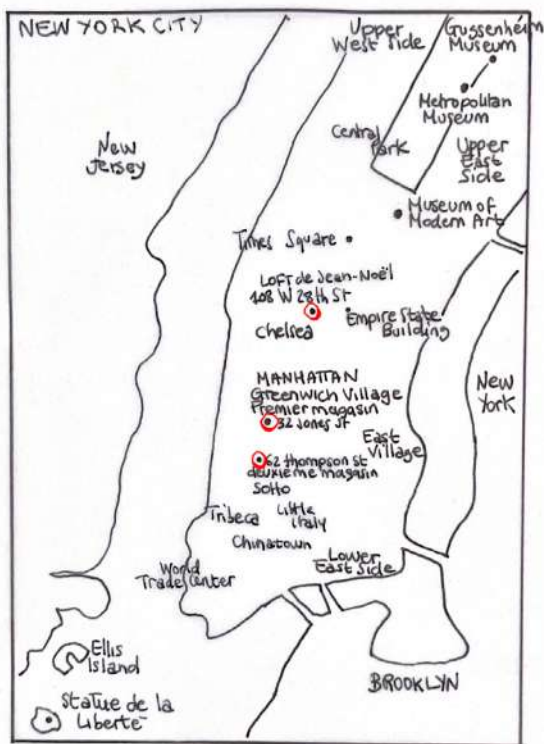 NEW YORK CITY
Upper
West Side
Gussenheim
Museum
Metropolitan
Museum
New
Jersey
Central
Park
Upper
East
Side
Museum of
Modern Art
Times Square
LOFT de Jean-Noël
108 W 28th St
Chelsea
Empire State
Building
MANHATTAN
Greenwich Village
Premier magasin
32 Jones St
New
York
East
Village
62 thompson St
deuxième magasin
SOHO
Tribeca
Little
Italy
Chinatown
World
Trade Center
Lower
East Side
Ellis
Island
BROOKLYN
Statue de la
Liberté